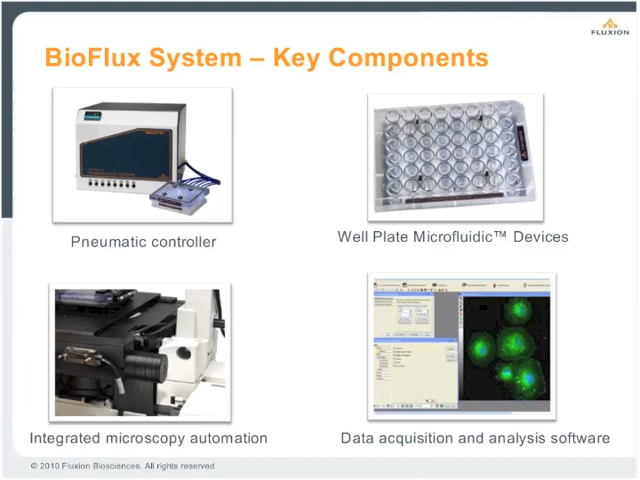 FLUXION
BioFlux System – Key Components
Pneumatic controller
Well Plate Microfluidic™ Devices
Integrated microscopy automation
Data acquisition and analysis software
© 2010 Fluxion Biosciences. All rights reserved.